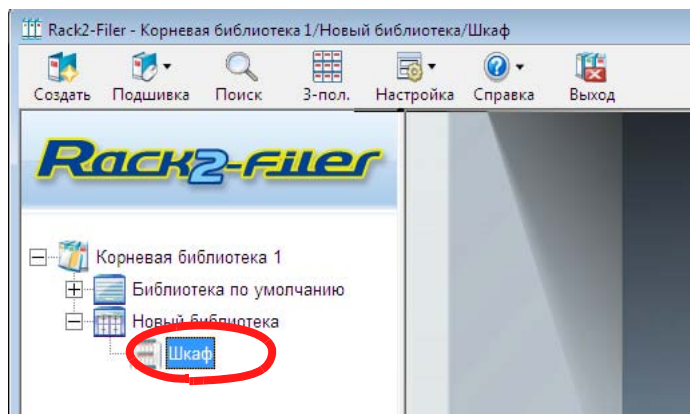 Rack2-Filer - Корневая библиотека 1/Новый библиотека/Шкаф
Создать Подшивка Поиск 3-пол. Настройка Справка Выход
Rack2-Filer
Корневая библиотека 1
Библиотека по умолчанию
Новый библиотека
Шкаф